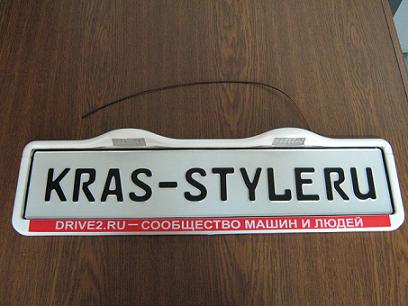 KRAS-STYLERU
DRIVE2.RU – СООБЩЕСТВО МАШИН И ЛЮДЕЙ